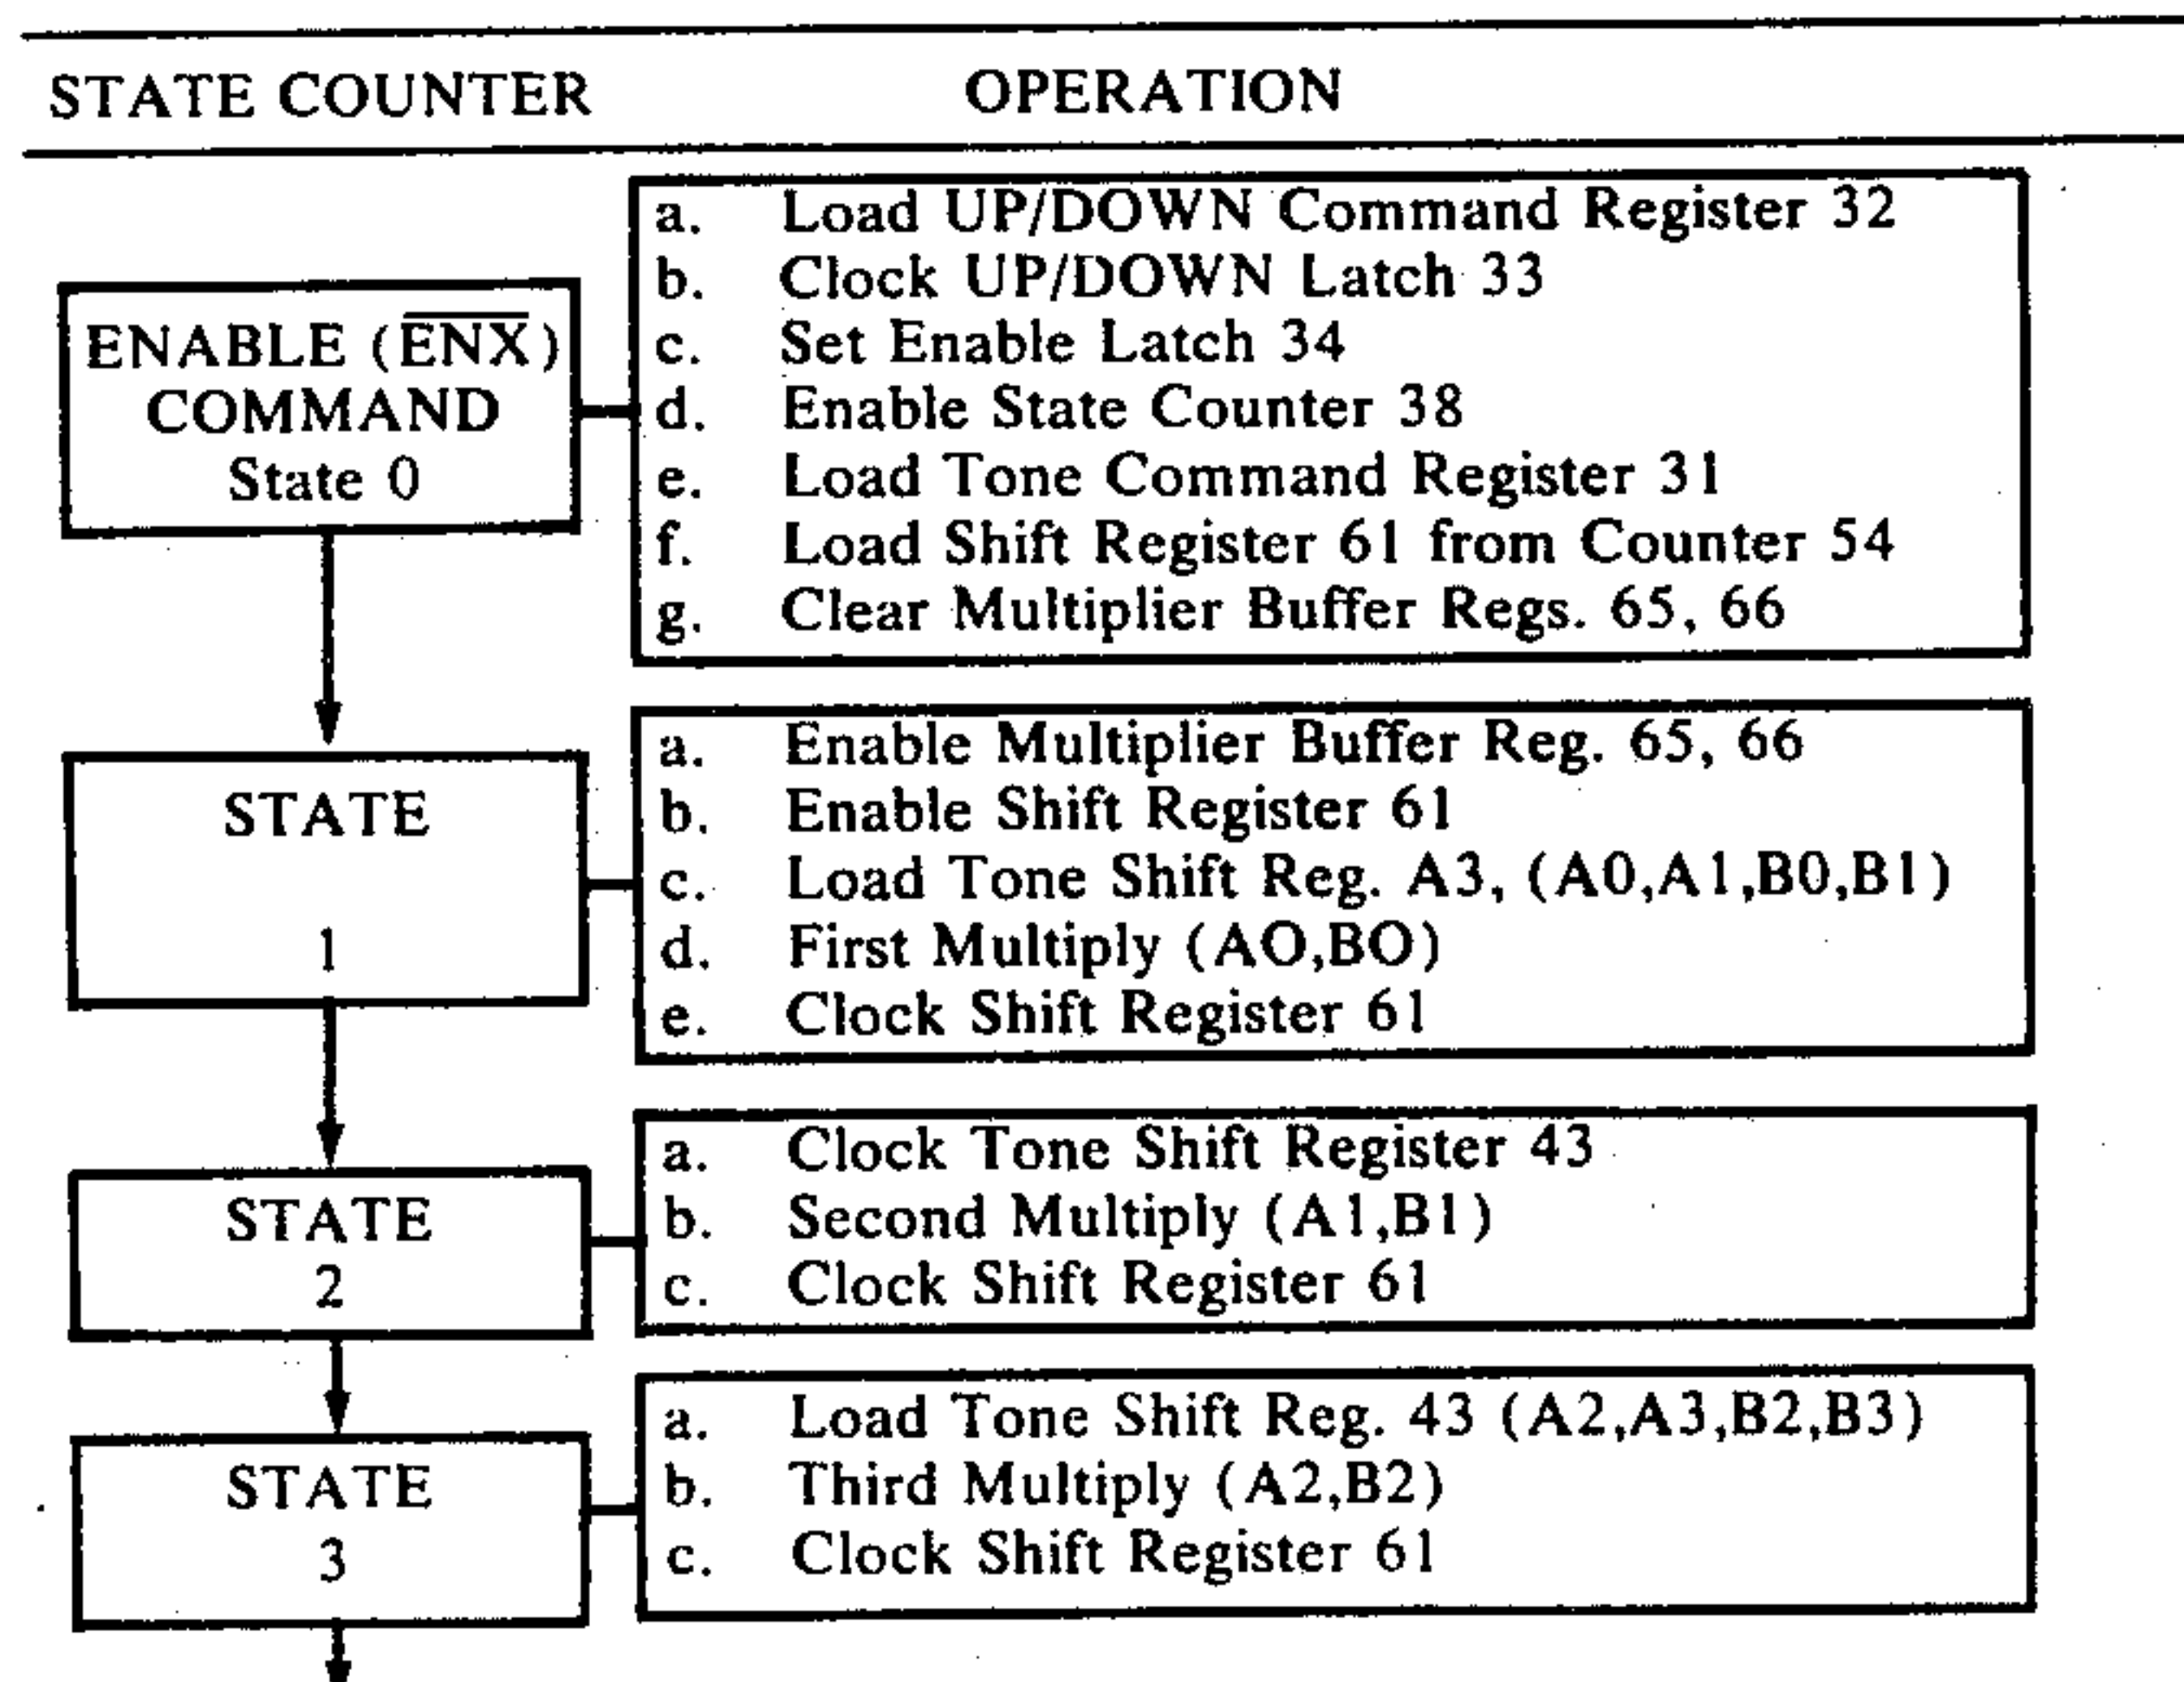 STATE COUNTER OPERATION
ENABLE (E̅N̅X̅)
COMMAND
State 0
a. Load UP/DOWN Command Register 32
b. Clock UP/DOWN Latch 33
c. Set Enable Latch 34
d. Enable State Counter 38
e. Load Tone Command Register 31
f. Load Shift Register 61 from Counter 54
g. Clear Multiplier Buffer Regs. 65, 66
STATE
1
a. Enable Multiplier Buffer Reg. 65, 66
b. Enable Shift Register 61
c. Load Tone Shift Reg. A3, (A0,A1,B0,B1)
d. First Multiply (AO,BO)
e. Clock Shift Register 61
STATE
2
a. Clock Tone Shift Register 43
b. Second Multiply (A1,B1)
c. Clock Shift Register 61
STATE
3
a. Load Tone Shift Reg. 43 (A2,A3,B2,B3)
b. Third Multiply (A2,B2)
c. Clock Shift Register 61